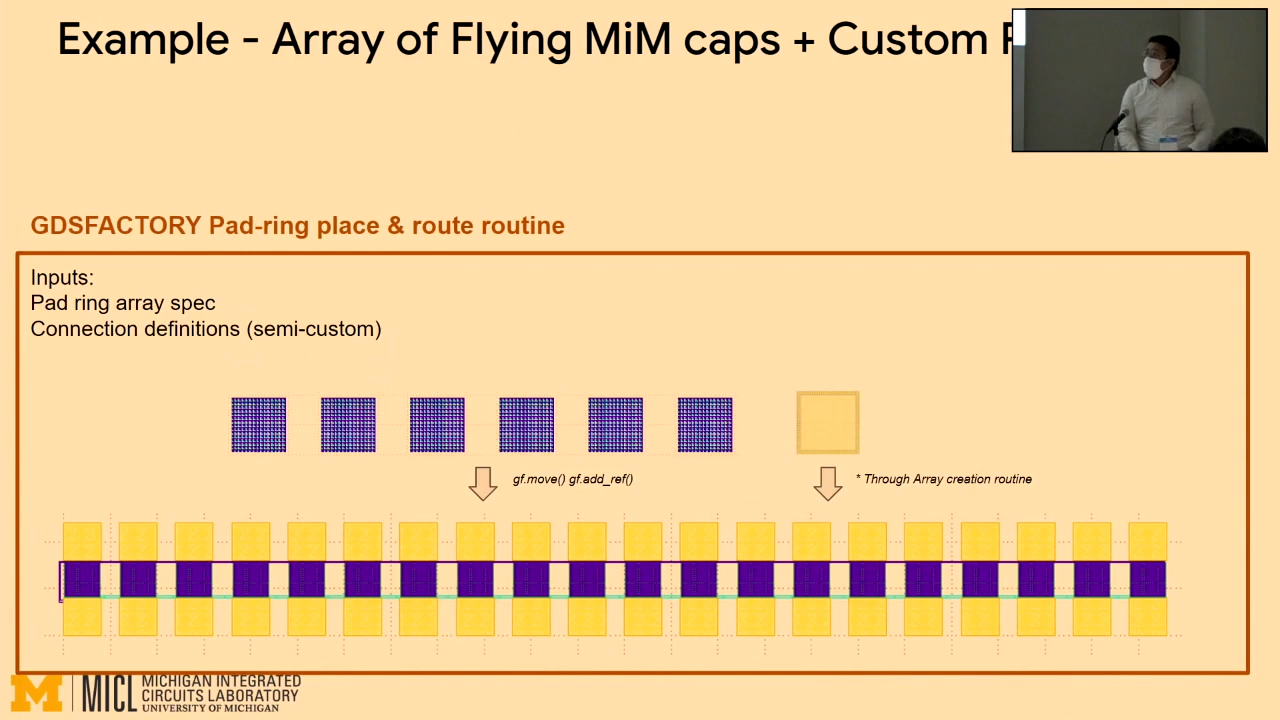 Example - Array of Flying MiM caps + Custom
GDSFACTORY Pad-ring place & route routine
Inputs:
Pad ring array spec
Connection definitions (semi-custom)
gf.move() gf.add_ref()
* Through Array creation routine
M
MICL
MICHIGAN INTEGRATED
CIRCUITS LABORATORY
UNIVERSITY OF MICHIGAN